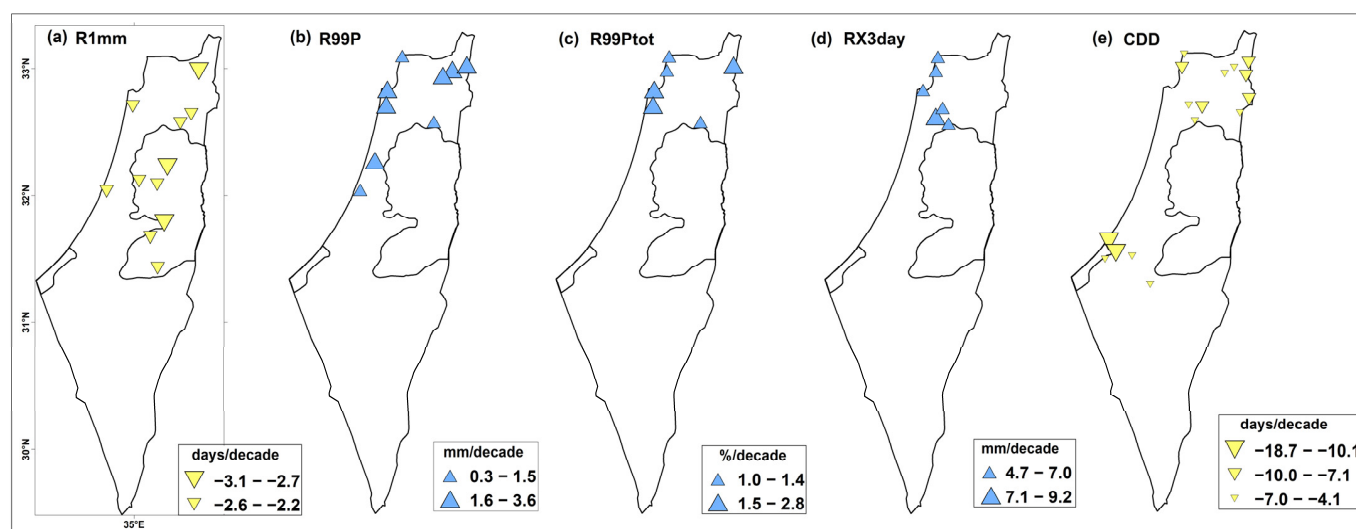 (a) R1mm
(b) R99P
(c) R99Ptot
(d) RX3day
(e) CDD
33°N
32°N
31°N
30°N
35°E
days/decade
−3.1 – −2.7
−2.6 – −2.2
mm/decade
0.3 – 1.5
1.6 – 3.6
%/decade
1.0 – 1.4
1.5 – 2.8
mm/decade
4.7 – 7.0
7.1 – 9.2
days/decade
−18.7 – −10.1
−10.0 – −7.1
−7.0 – −4.1